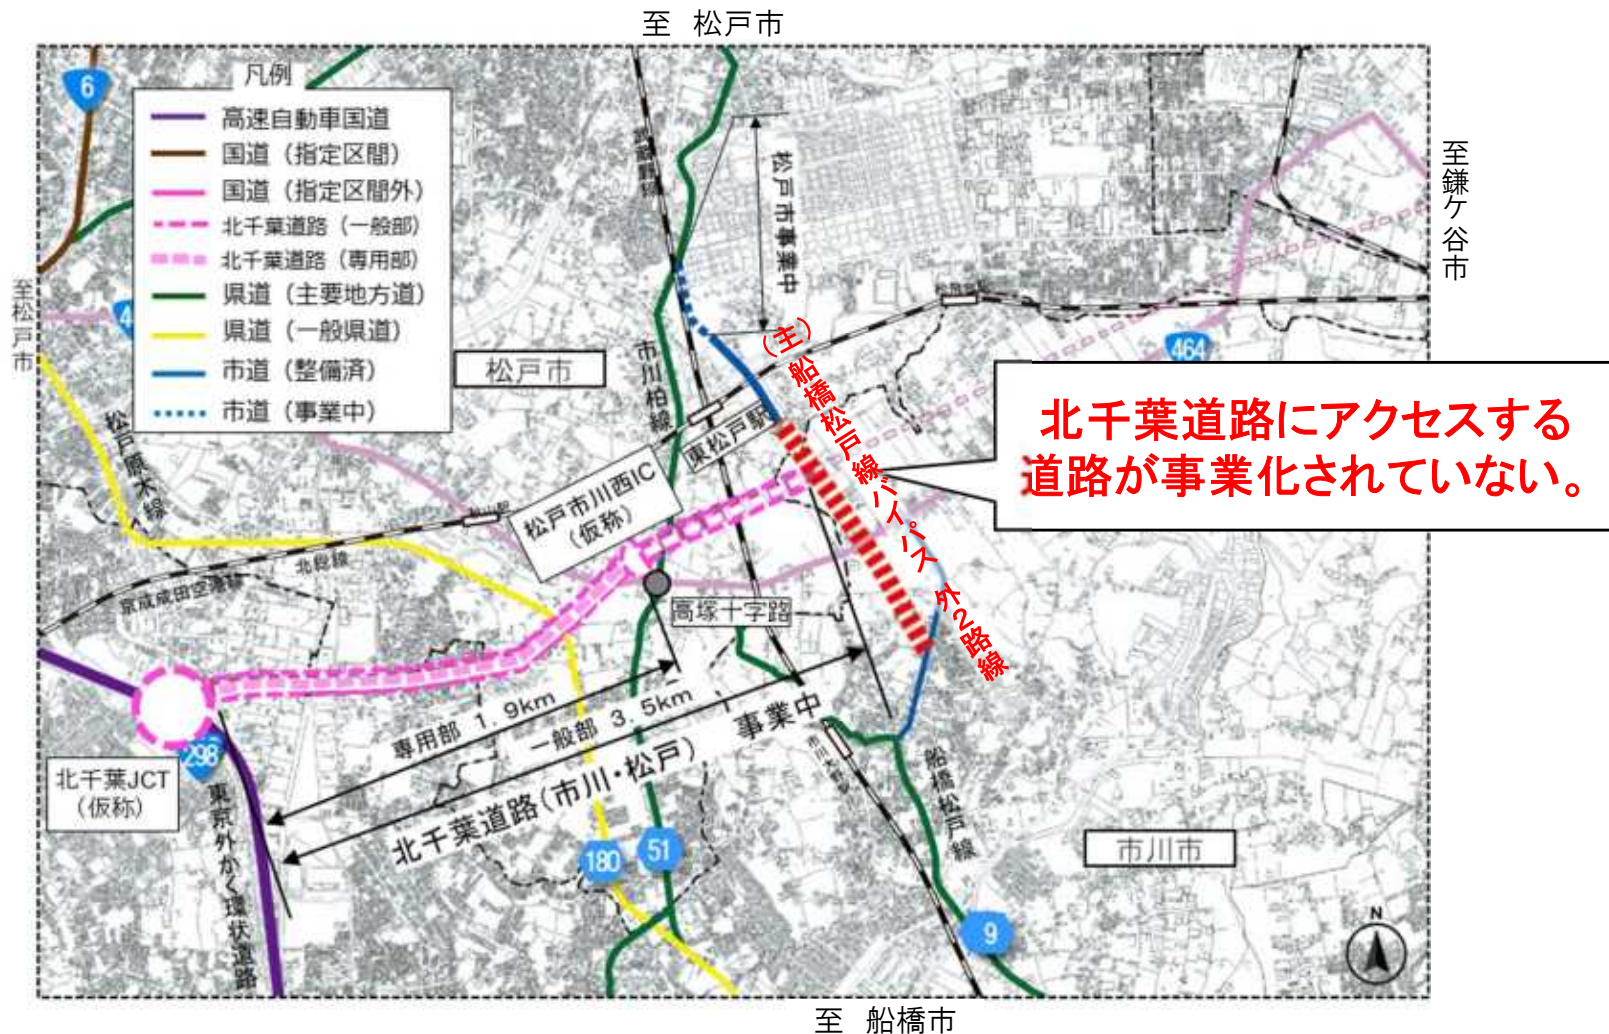 至 松戸市
6
凡例
高速自動車国道
国道（指定区間）
国道（指定区間外）
北千葉道路（一般部）
北千葉道路（専用部）
県道（主要地方道）
県道（一般県道）
市道（整備済）
市道（事業中）
至松戸市
至鎌ケ谷市
松戸市事業中
松戸市
市川柏線
東松戸駅
（主）船橋松戸線バイパス 外2路線
464
北千葉道路にアクセスする
道路が事業化されていない。
松戸原木線
松戸市川西IC
（仮称）
北総線
京成成田空港線
高塚十字路
専用部 1.9km
一般部 3.5km
北千葉道路（市川・松戸） 事業中
298
北千葉JCT
（仮称）
東京外かく環状道路
市川大野駅
船橋松戸線
180
51
9
市川市
N
至 船橋市